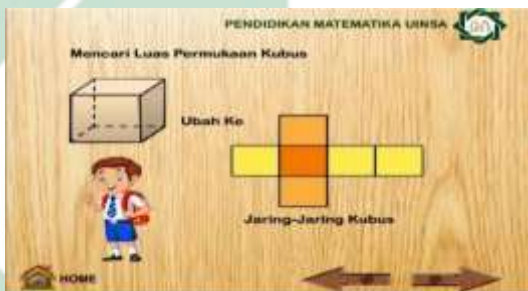 PENDIDIKAN MATEMATIKA UINSA
Mencari Luas Permukaan Kubus
Ubah Ke
Jaring-Jaring Kubus
HOME